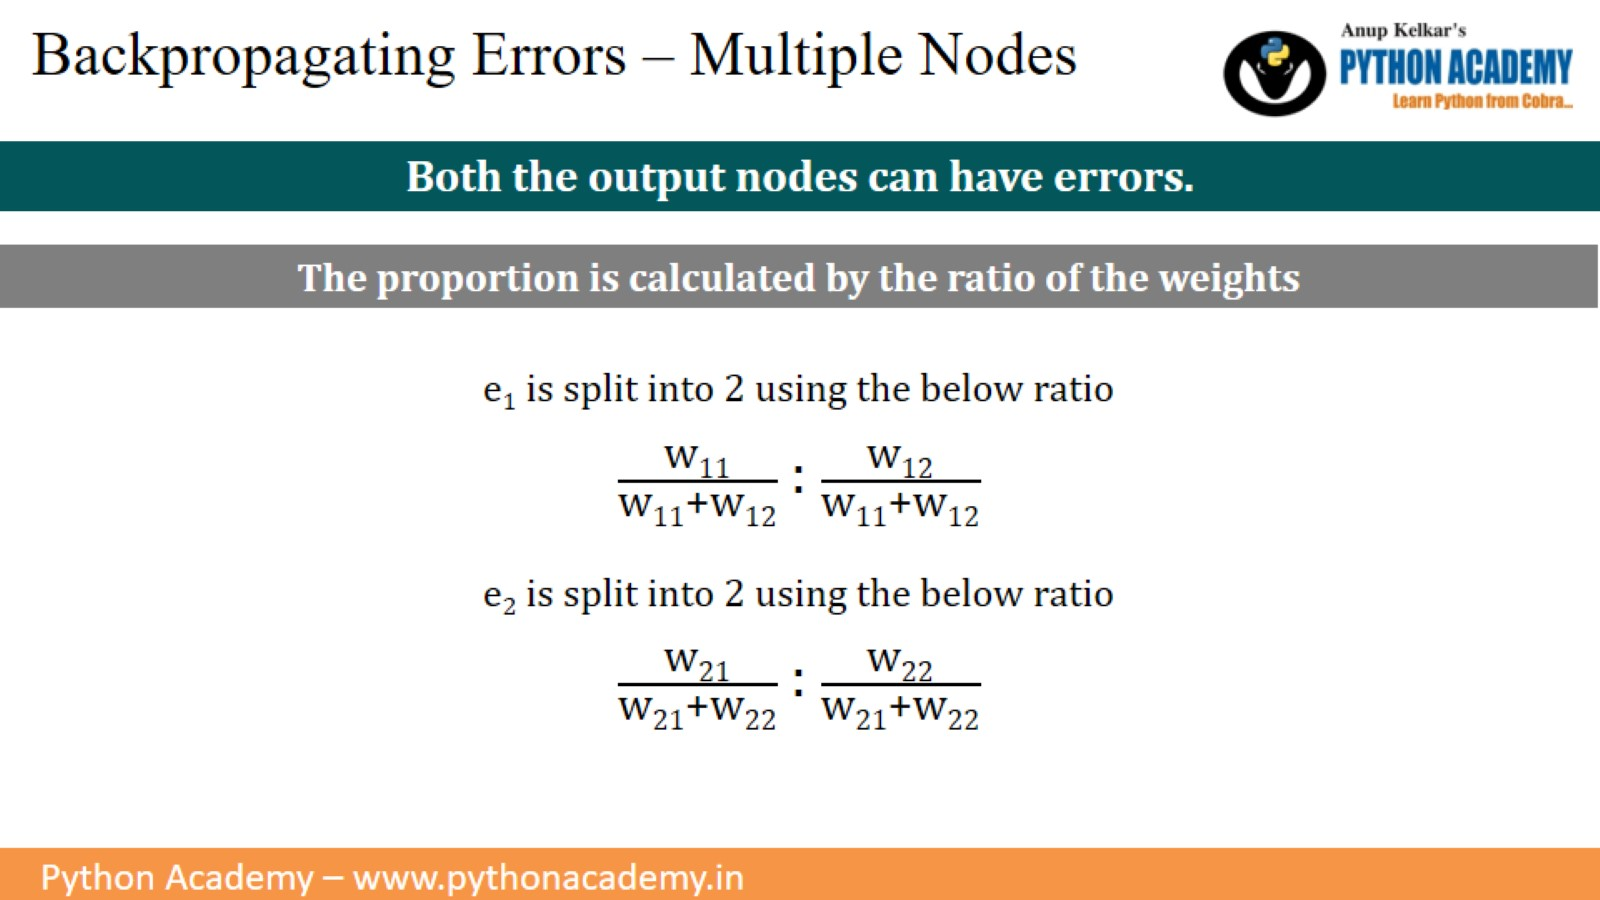 Backpropagating Errors – Multiple Nodes
Anup Kelkar's
PYTHON ACADEMY
Learn Python from Cobra...
Both the output nodes can have errors.
The proportion is calculated by the ratio of the weights
e₁ is split into 2 using the below ratio
w₁₁ : w₁₂
w₁₁+w₁₂ w₁₁+w₁₂
e₂ is split into 2 using the below ratio
w₂₁ : w₂₂
w₂₁+w₂₂ w₂₁+w₂₂
Python Academy – www.pythonacademy.in